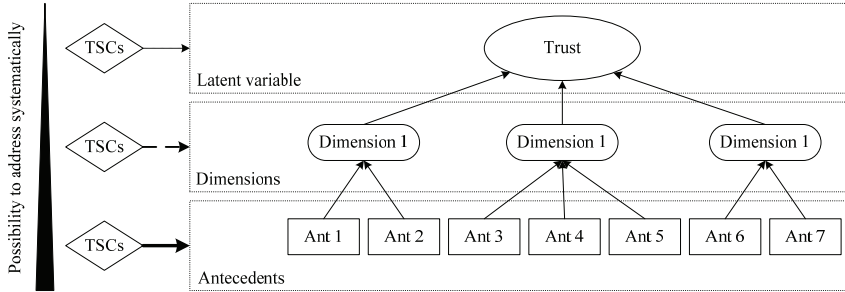 Possibility to address systematically
TSCs
Trust
Latent variable
TSCs
Dimension 1
Dimension 1
Dimension 1
Dimensions
TSCs
Ant 1
Ant 2
Ant 3
Ant 4
Ant 5
Ant 6
Ant 7
Antecedents